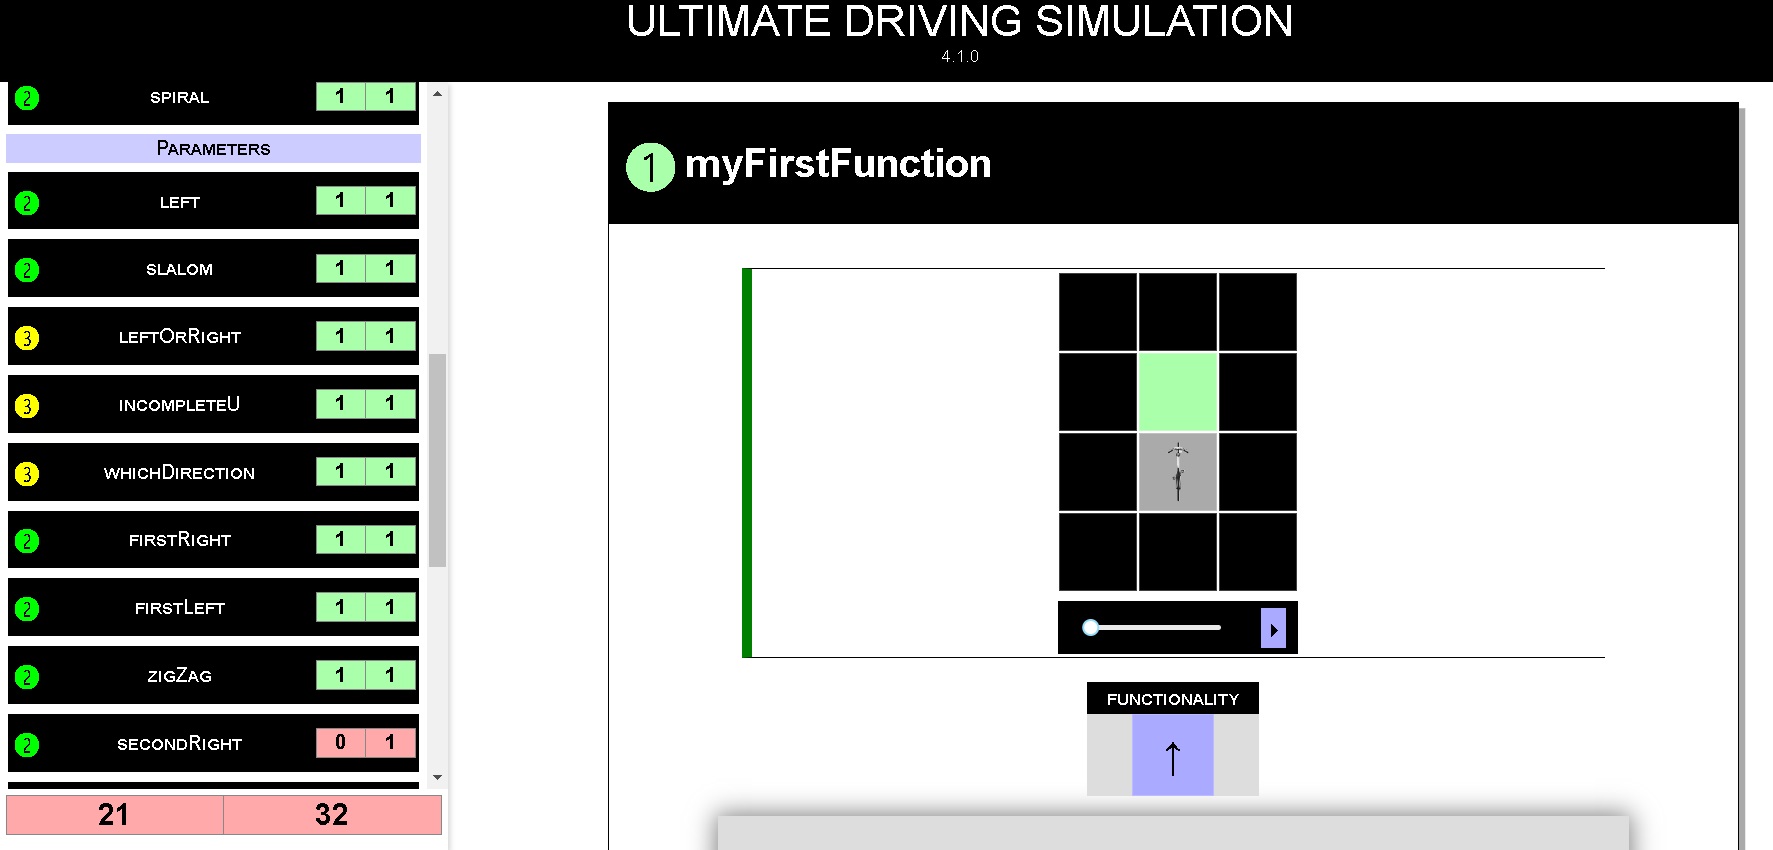 ULTIMATE DRIVING SIMULATION
4.1.0
2 SPIRAL 1 1
PARAMETERS
2 LEFT 1 1
2 SLALOM 1 1
3 LEFTORRIGHT 1 1
3 INCOMPLETEU 1 1
3 WHICHDIRECTION 1 1
2 FIRSTRIGHT 1 1
2 FIRSTLEFT 1 1
2 ZIGZAG 1 1
2 SECONDRIGHT 0 1
21 32
1 myFirstFunction
FUNCTIONALITY
↑